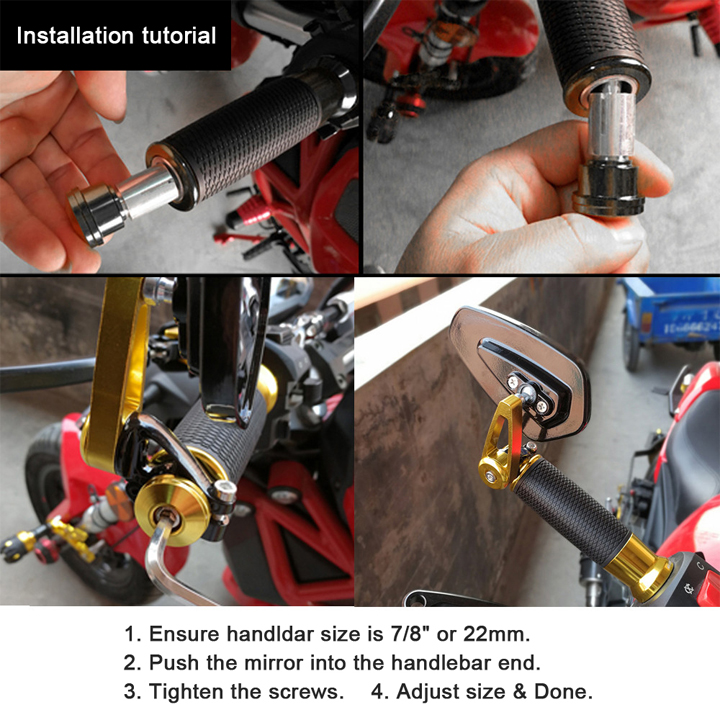 Installation tutorial
1. Ensure handldar size is 7/8" or 22mm.
2. Push the mirror into the handlebar end.
3. Tighten the screws. 4. Adjust size & Done.